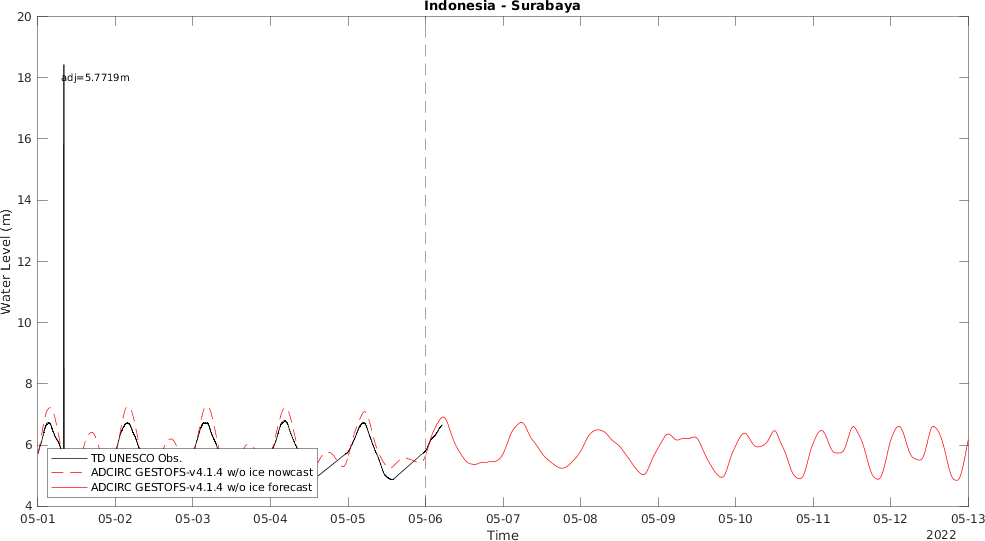 Indonesia - Surabaya
20
18
16
14
12
10
8
6
4
Water Level (m)
adj=5.7719m
TD UNESCO Obs.
ADCIRC GESTOFS-v4.1.4 w/o ice nowcast
ADCIRC GESTOFS-v4.1.4 w/o ice forecast
05-01 05-02 05-03 05-04 05-05 05-06 05-07 05-08 05-09 05-10 05-11 05-12 05-13
Time
2022